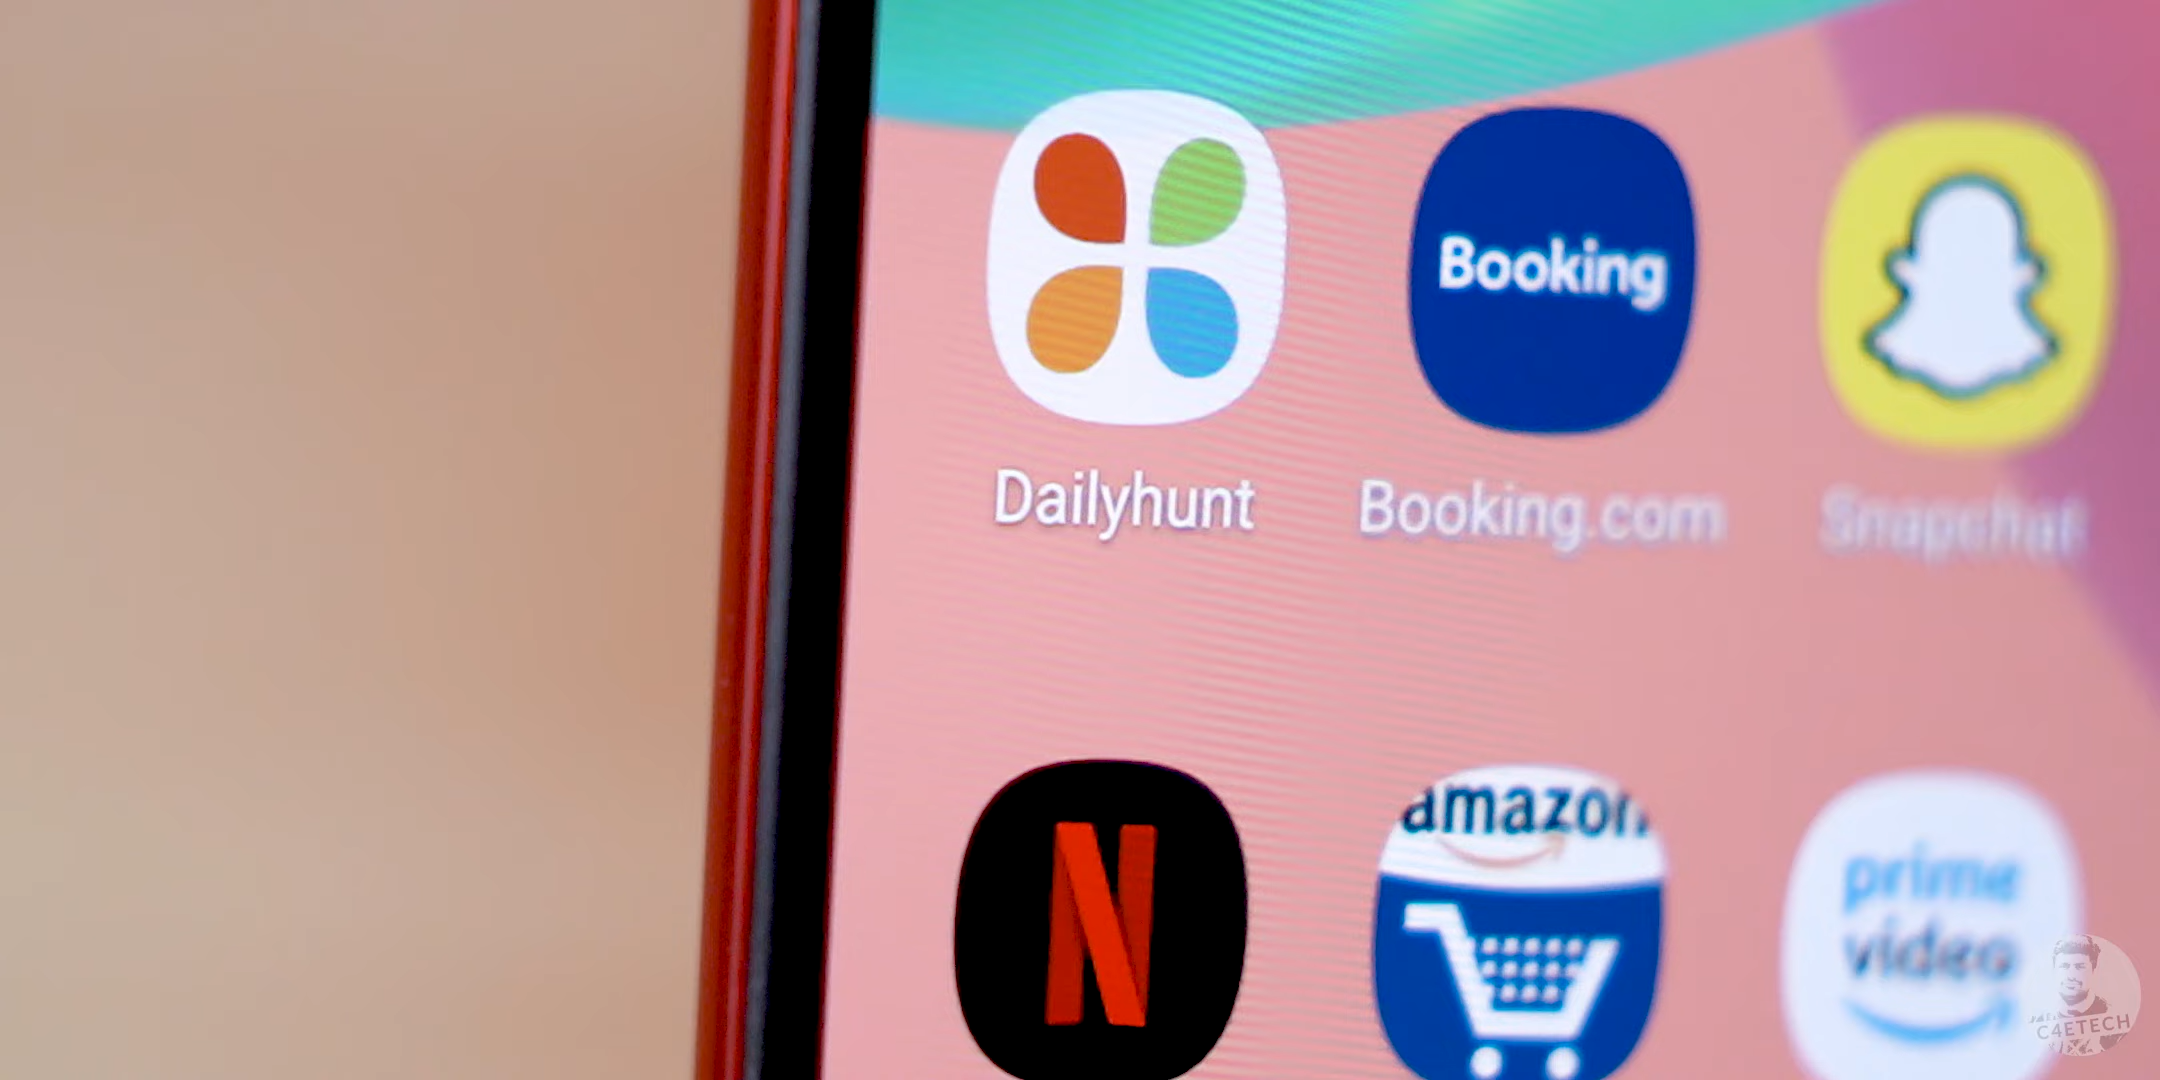 Booking
Dailyhunt
Booking.com
Snapchat
N
amazon
prime
video
C4ETECH